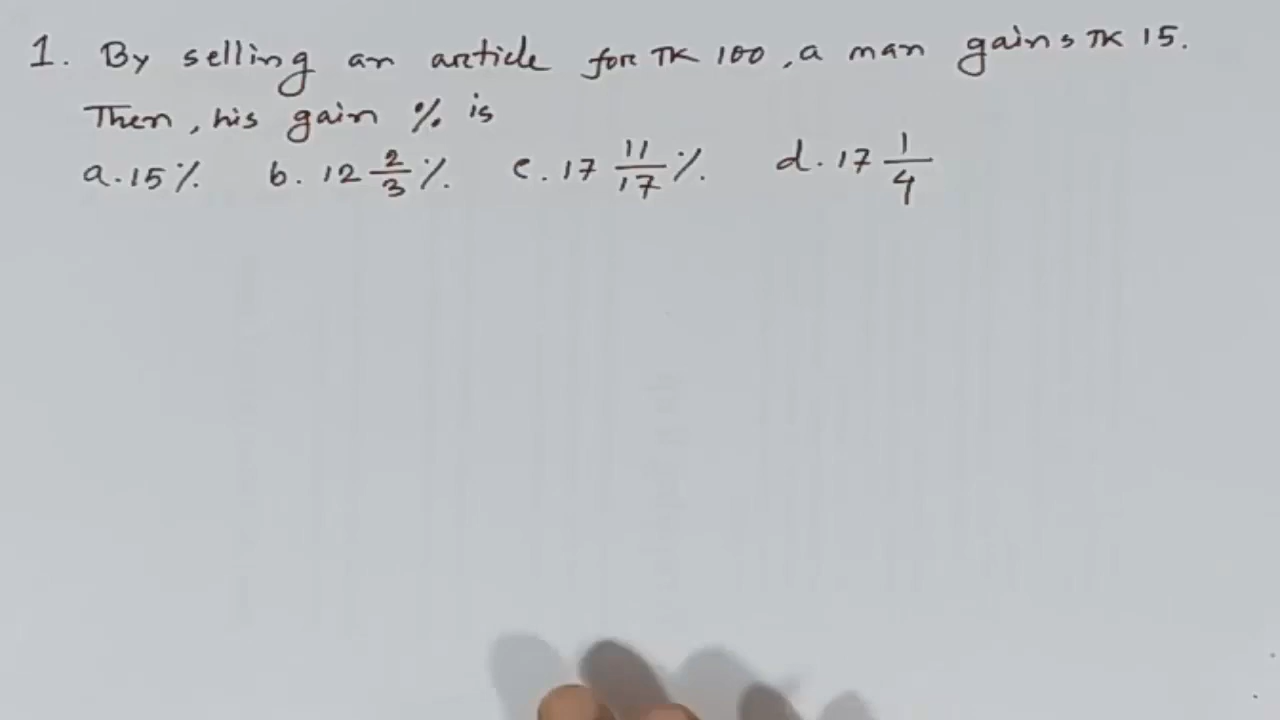 1. By selling an article for TK 100, a man gains TK 15.
Then, his gain % is
a. 15% b. 12 2/3 % c. 17 11/17 % d. 17 1/4